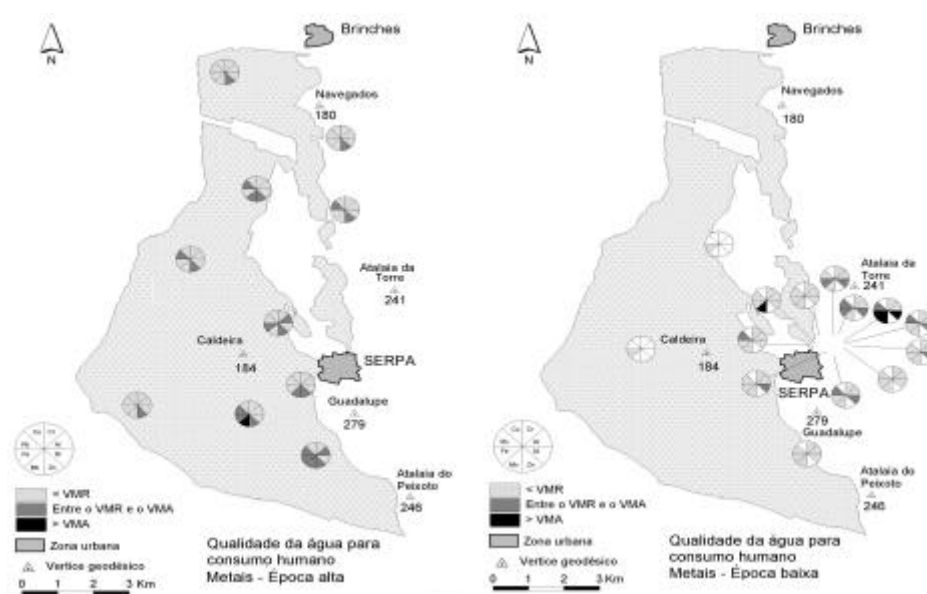 Brinches
N
Navegados
180
Atalaia da
Torre
241
Caldeira
184
SERPA
Guadalupe
279
Atalaia do
Peixoto
246
< VMR
Entre o VMR e o VMA
> VMA
Zona urbana
Vertice geodésico
0 1 2 3 Km
Qualidade da água para
consumo humano
Metais - Época alta
Brinches
N
Navegados
180
Atalaia da
Torre
241
Caldeira
184
SERPA
279
Guadalupe
Atalaia do
Peixoto
246
< VMR
Entre o VMR e o VMA
> VMA
Zona urbana
Vertice geodésico
0 1 2 3 Km
Qualidade da água para
consumo humano
Metais - Época baixa